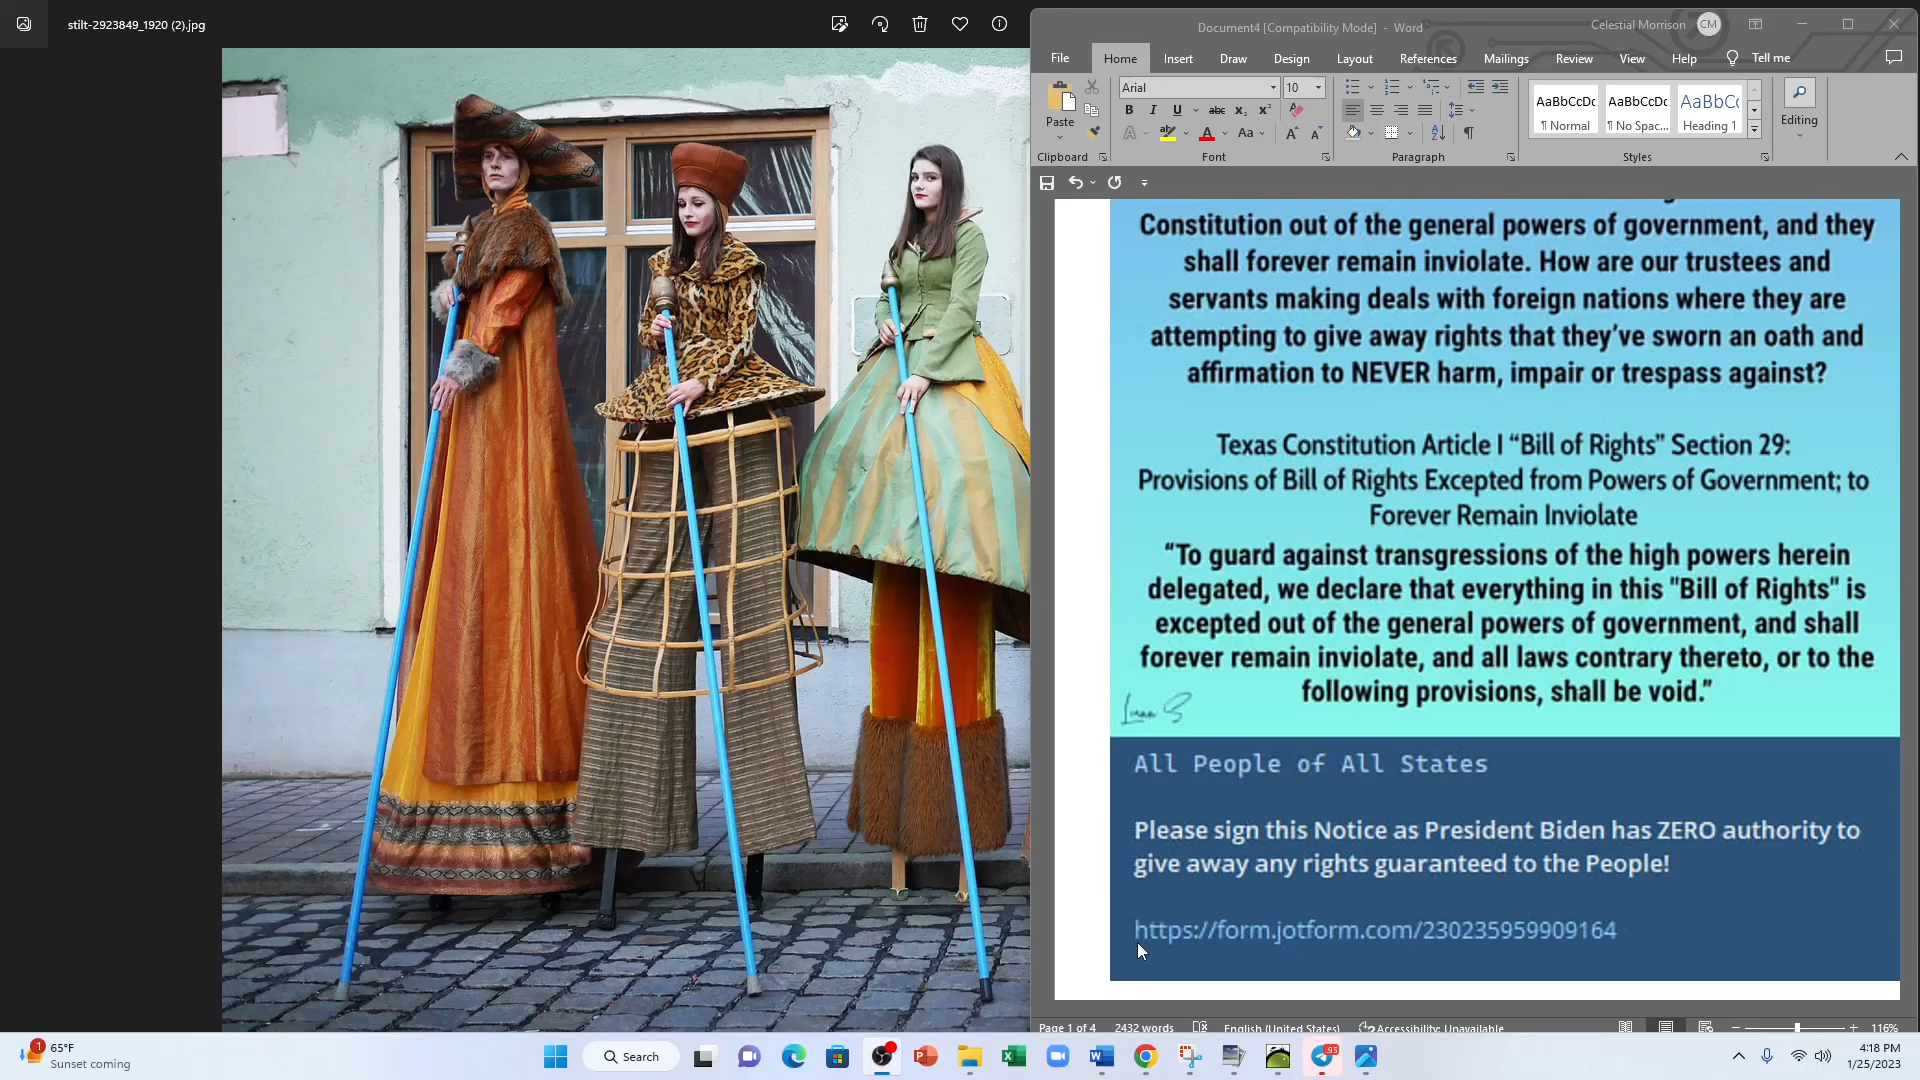 stilt-2923849_1920 (2).jpg
Document4 [Compatibility Mode] - Word
Celestial Morrison
CM
File Home Insert Draw Design Layout References Mailings Review View Help Tell me
Paste
Arial
10
Clipboard
Font
Paragraph
AaBbCcDc
AaBbCcDc
AaBbC
¶ Normal
¶ No Spac...
Heading 1
Styles
Editing
Constitution out of the general powers of government, and they
shall forever remain inviolate. How are our trustees and
servants making deals with foreign nations where they are
attempting to give away rights that they've sworn an oath and
affirmation to NEVER harm, impair or trespass against?
Texas Constitution Article I “Bill of Rights” Section 29:
Provisions of Bill of Rights Excepted from Powers of Government; to
Forever Remain Inviolate
“To guard against transgressions of the high powers herein
delegated, we declare that everything in this "Bill of Rights" is
excepted out of the general powers of government, and shall
forever remain inviolate, and all laws contrary thereto, or to the
following provisions, shall be void.”
All People of All States
Please sign this Notice as President Biden has ZERO authority to
give away any rights guaranteed to the People!
https://form.jotform.com/230235959909164
Page 1 of 4 2432 words English (United States) Accessibility: Unavailable 116%
1
65°F
Sunset coming
Search
95
4:18 PM
1/25/2023